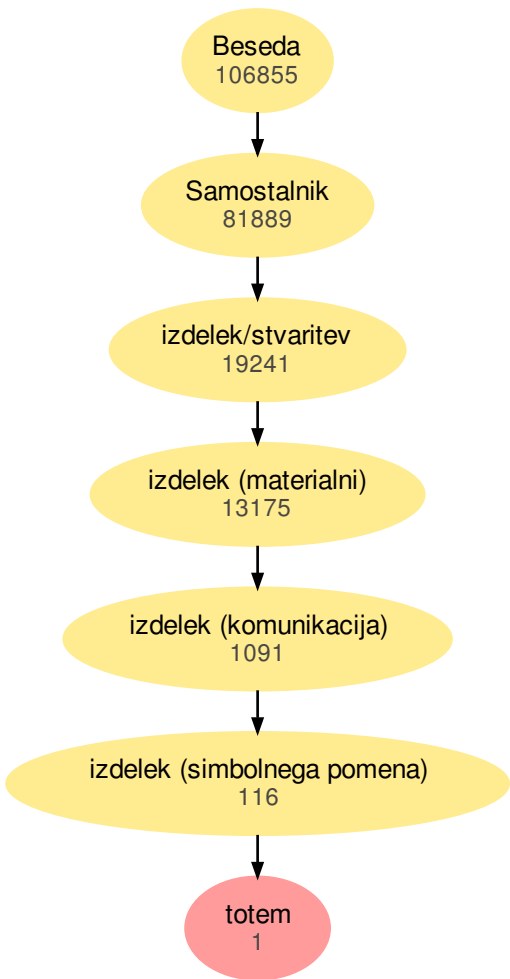 Beseda
106855
Samostalnik
81889
izdelek/stvaritev
19241
izdelek (materialni)
13175
izdelek (komunikacija)
1091
izdelek (simbolnega pomena)
116
totem
1